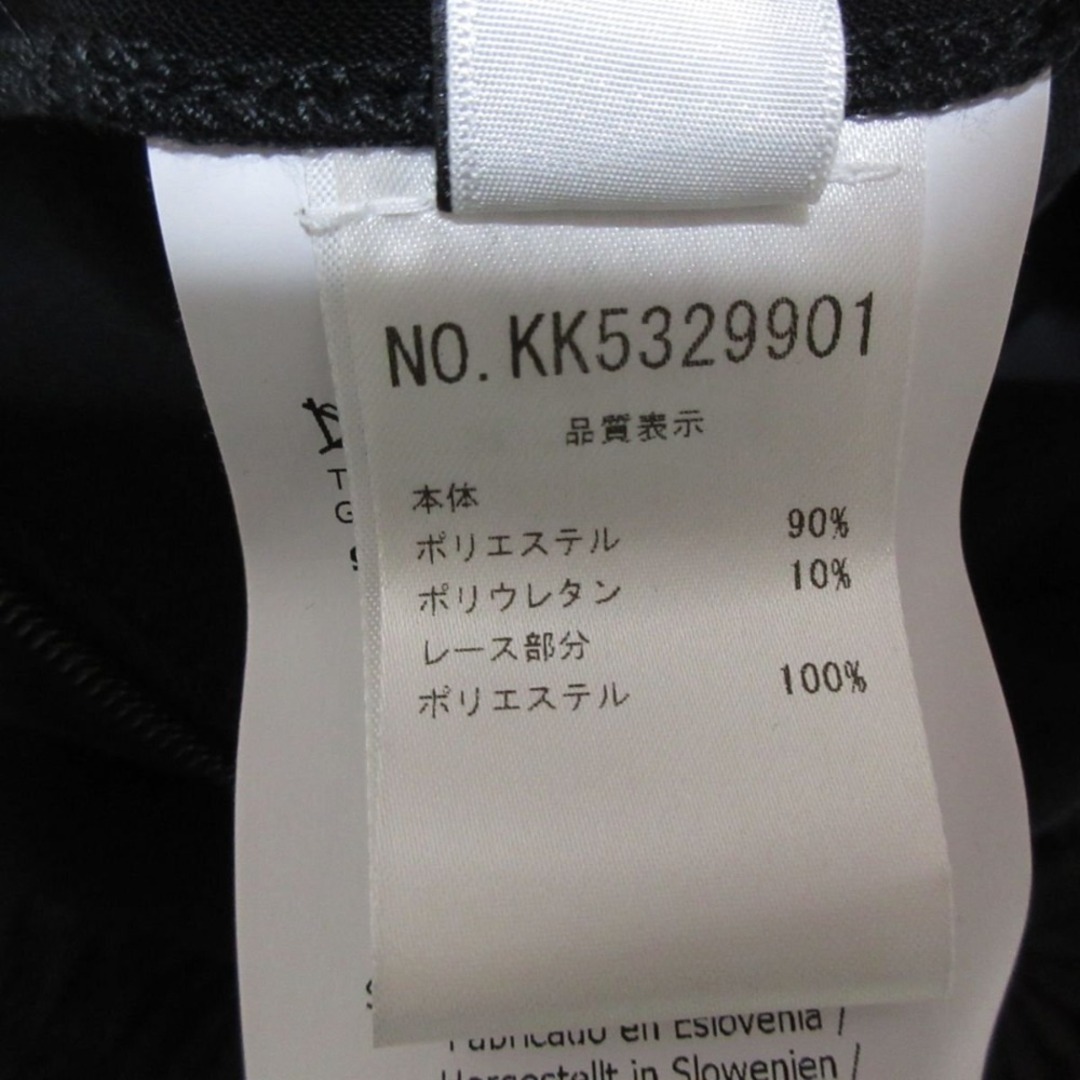 NO. KK5329901
品質表示
本体
ポリエステル 90%
ポリウレタン 10%
レース部分
ポリエステル 100%
T
G
Fabricado en Eslovenia /
Hergestellt in Slowenien /